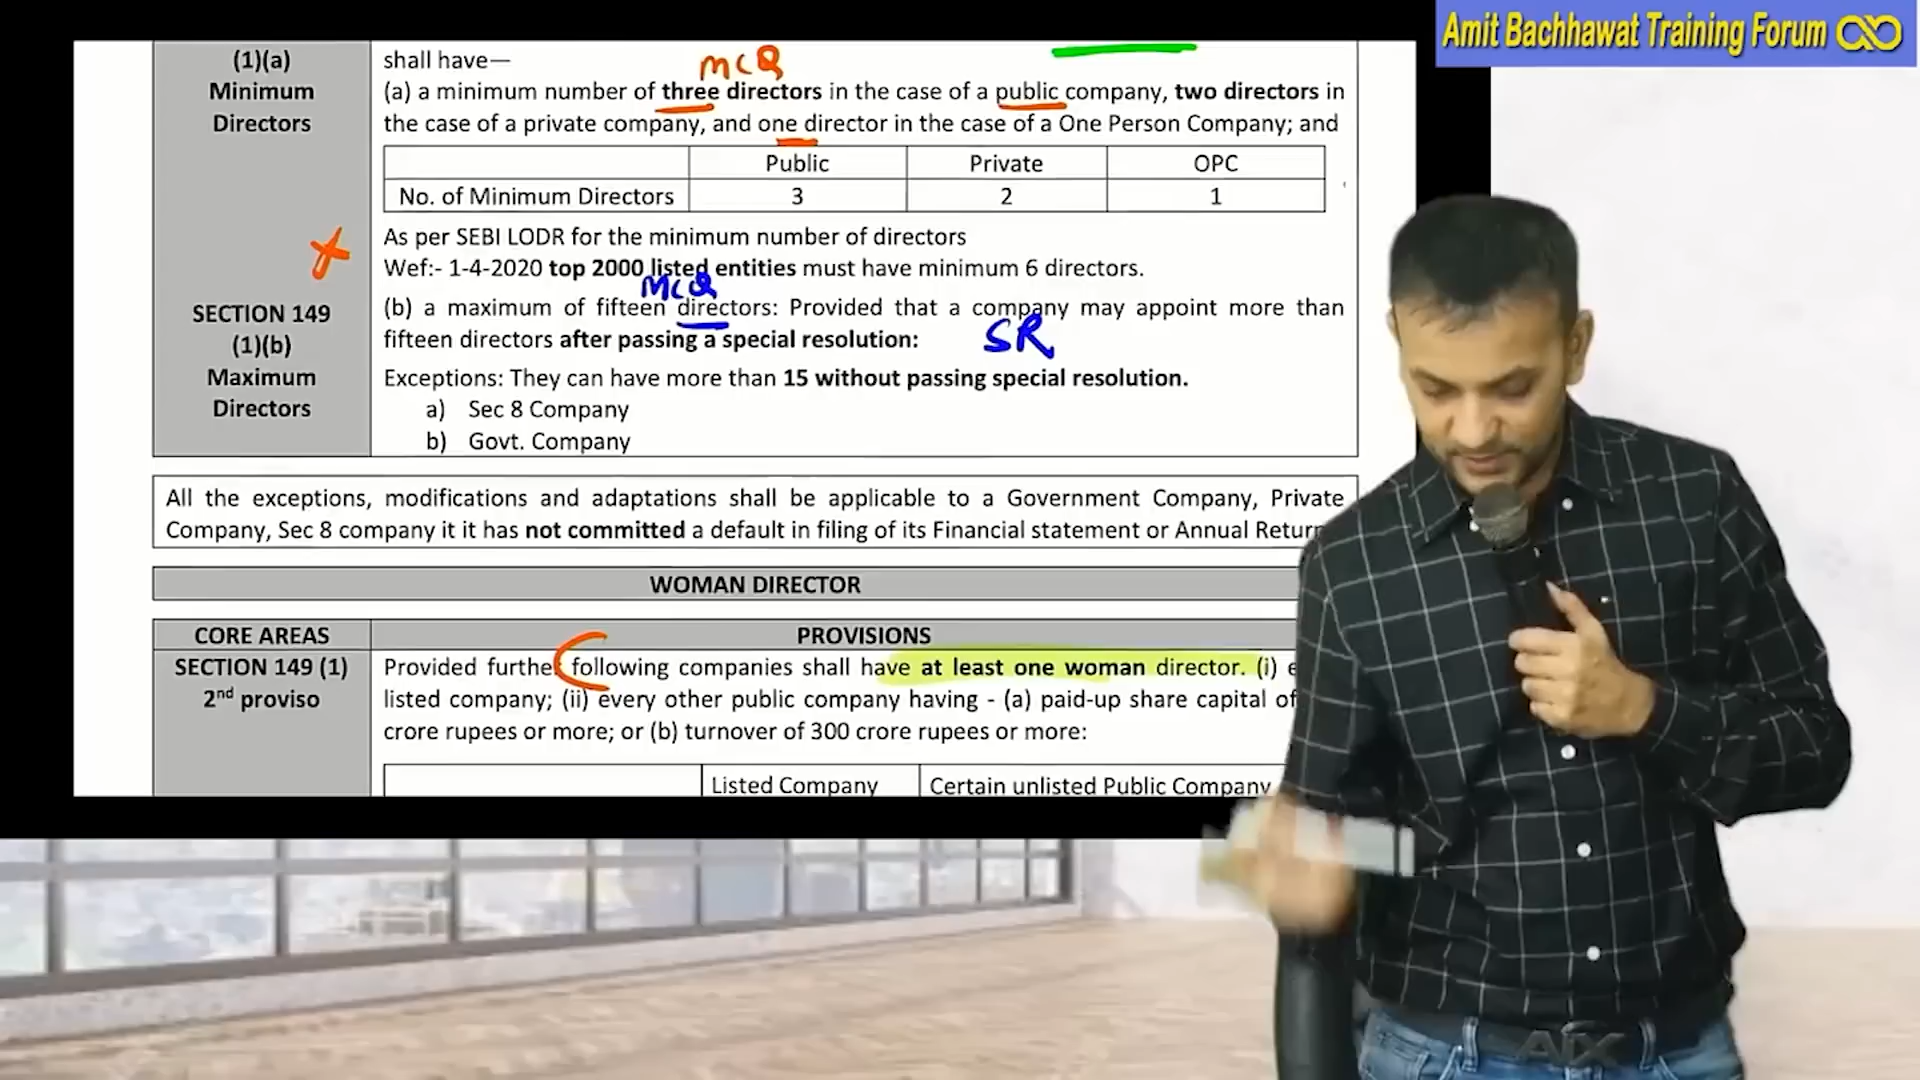 Amit Bachhawat Training Forum
(1)(a)
Minimum
Directors
shall have—
MCQ
(a) a minimum number of three directors in the case of a public company, two directors in
the case of a private company, and one director in the case of a One Person Company; and
Public Private OPC
No. of Minimum Directors 3 2 1
As per SEBI LODR for the minimum number of directors
Wef:- 1-4-2020 top 2000 listed entities must have minimum 6 directors.
MCQ
SECTION 149
(1)(b)
Maximum
Directors
(b) a maximum of fifteen directors: Provided that a company may appoint more than
fifteen directors after passing a special resolution:
SR
Exceptions: They can have more than 15 without passing special resolution.
a) Sec 8 Company
b) Govt. Company
All the exceptions, modifications and adaptations shall be applicable to a Government Company, Private
Company, Sec 8 company it it has not committed a default in filing of its Financial statement or Annual Return
WOMAN DIRECTOR
CORE AREAS PROVISIONS
SECTION 149 (1)
2nd proviso
Provided further following companies shall have at least one woman director. (i)
listed company; (ii) every other public company having - (a) paid-up share capital of
crore rupees or more; or (b) turnover of 300 crore rupees or more:
Listed Company Certain unlisted Public Company